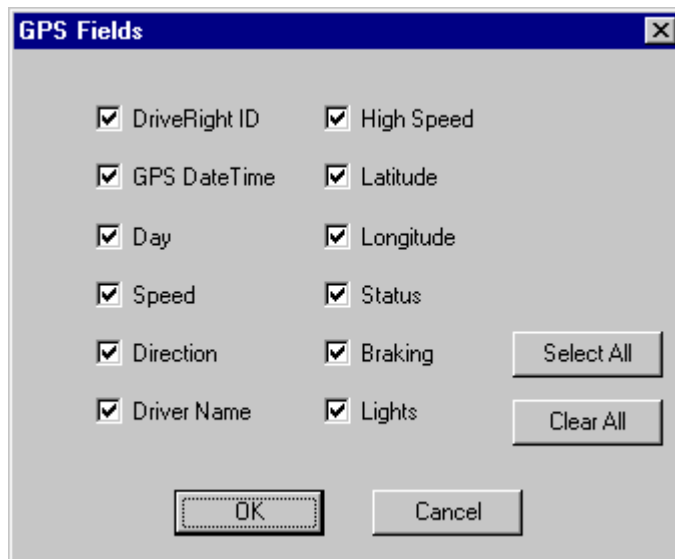 GPS Fields
DriveRight ID
High Speed
GPS DateTime
Latitude
Day
Longitude
Speed
Status
Direction
Braking
Select All
Driver Name
Lights
Clear All
OK
Cancel